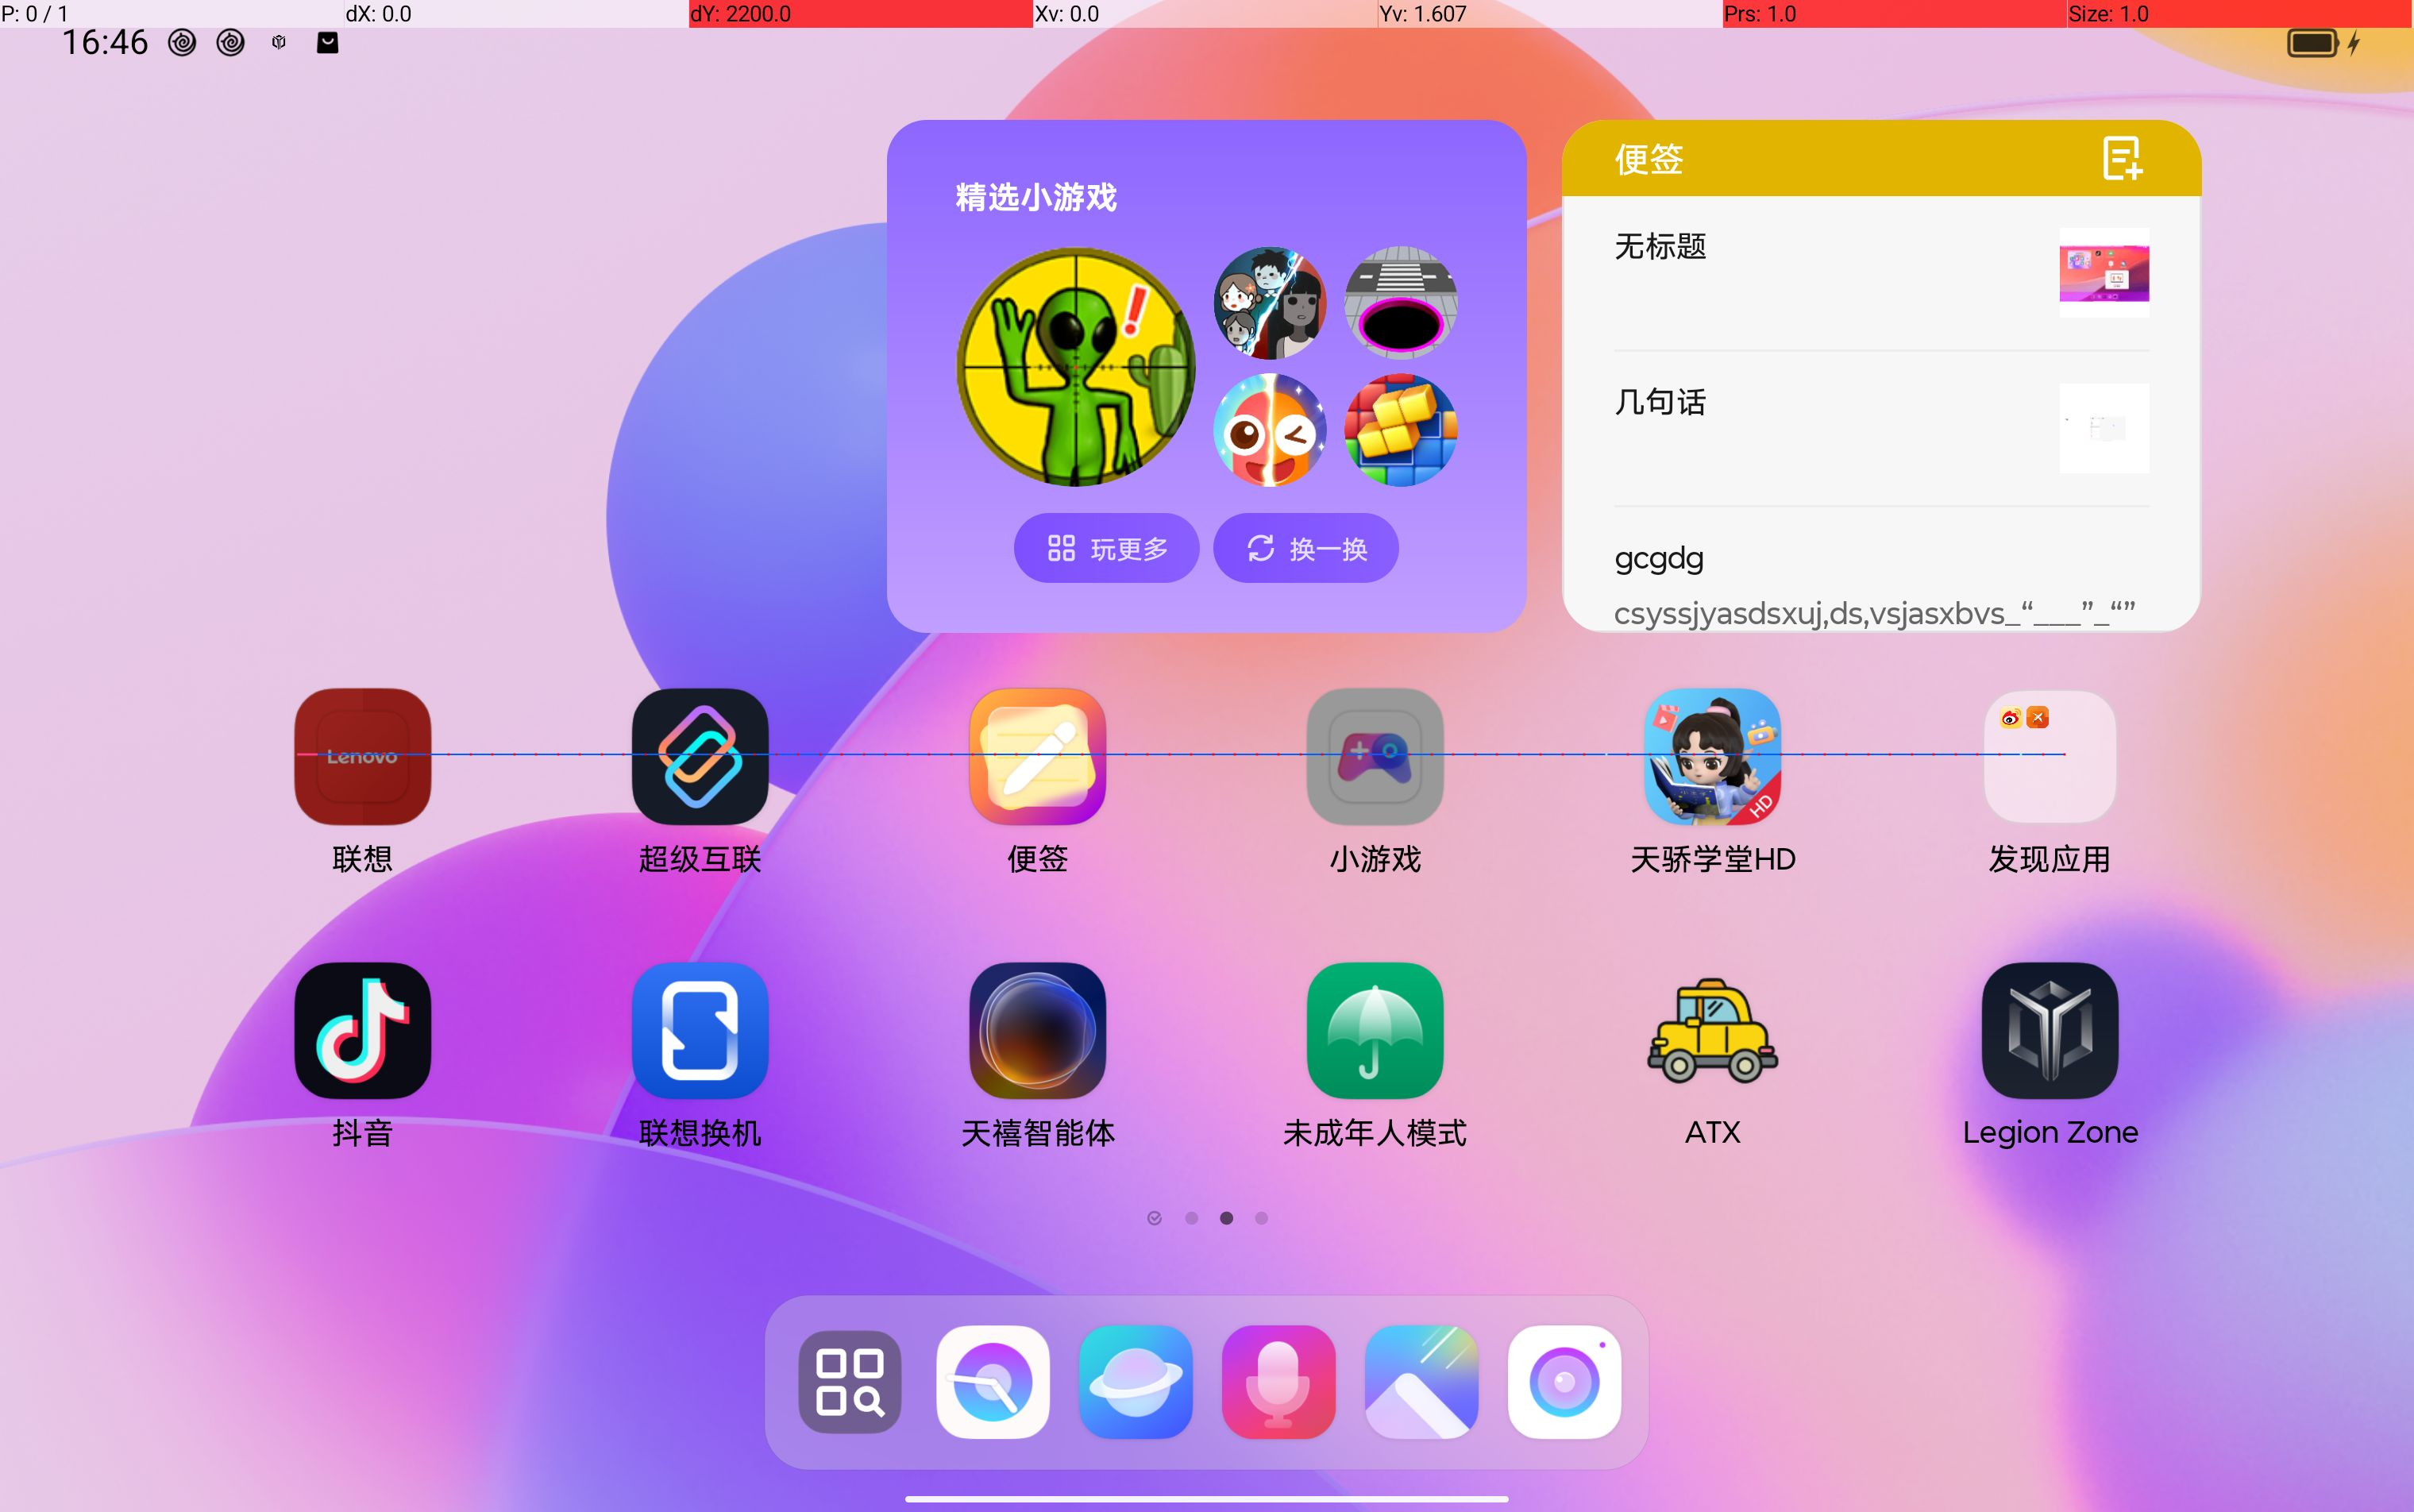 P: 0 / 1 dX: 0.0 dY: 2200.0 Xv: 0.0 Yv: 1.607 Prs: 1.0 Size: 1.0
16:46
精选小游戏
玩更多 换一换
便签
无标题
几句话
gcgdg
csyssjyasdsxuj,ds,vsjasxbvs_“___”_“”
Lenovo
HD
联想 超级互联 便签 小游戏 天骄学堂HD 发现应用
抖音 联想换机 天禧智能体 未成年人模式 ATX Legion Zone